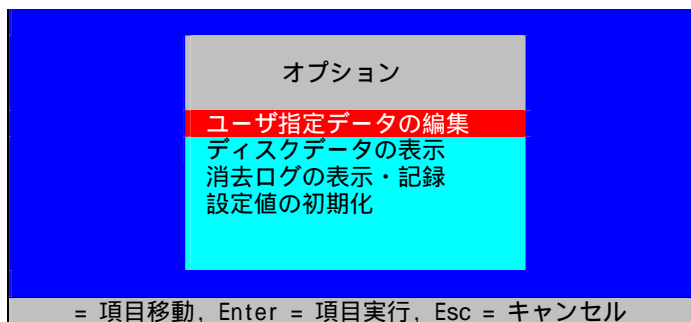 オプション
ユーザ指定データの編集
ディスクデータの表示
消去ログの表示・記録
設定値の初期化
= 項目移動, Enter = 項目実行, Esc = キャンセル